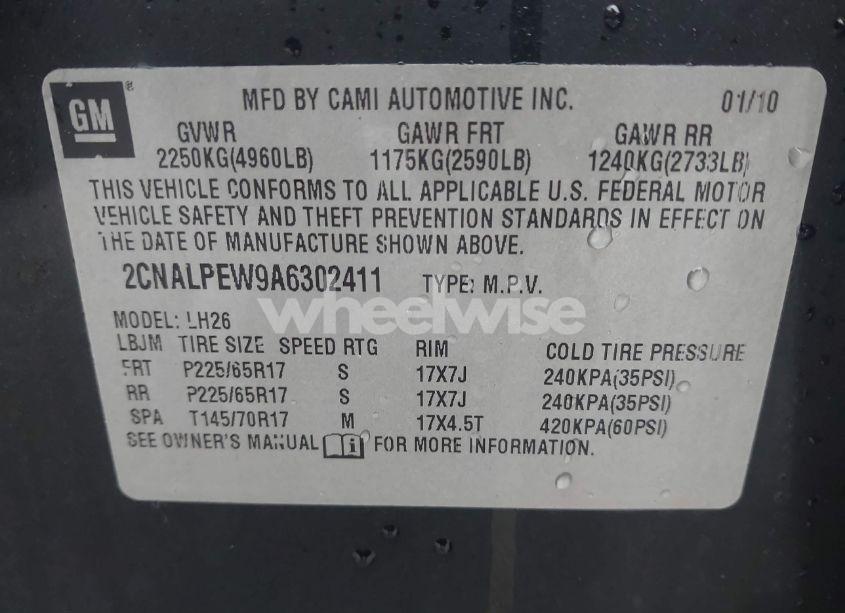 GM ® MFD BY CAMI AUTOMOTIVE INC. 01/10
GVWR GAWR FRT GAWR RR
2250KG(4960LB) 1175KG(2590LB) 1240KG(2733LB)
THIS VEHICLE CONFORMS TO ALL APPLICABLE U.S. FEDERAL MOTOR
VEHICLE SAFETY AND THEFT PREVENTION STANDARDS IN EFFECT ON
THE DATE OF MANUFACTURE SHOWN ABOVE.
2CNALPEW9A6302411 TYPE: M.P.V.
wheelwise
MODEL: LH26
LBJM TIRE SIZE SPEED RTG RIM COLD TIRE PRESSURE
FRT P225/65R17 S 17X7J 240KPA(35PSI)
RR P225/65R17 S 17X7J 240KPA(35PSI)
SPA T145/70R17 M 17X4.5T 420KPA(60PSI)
SEE OWNER'S MANUAL i FOR MORE INFORMATION.